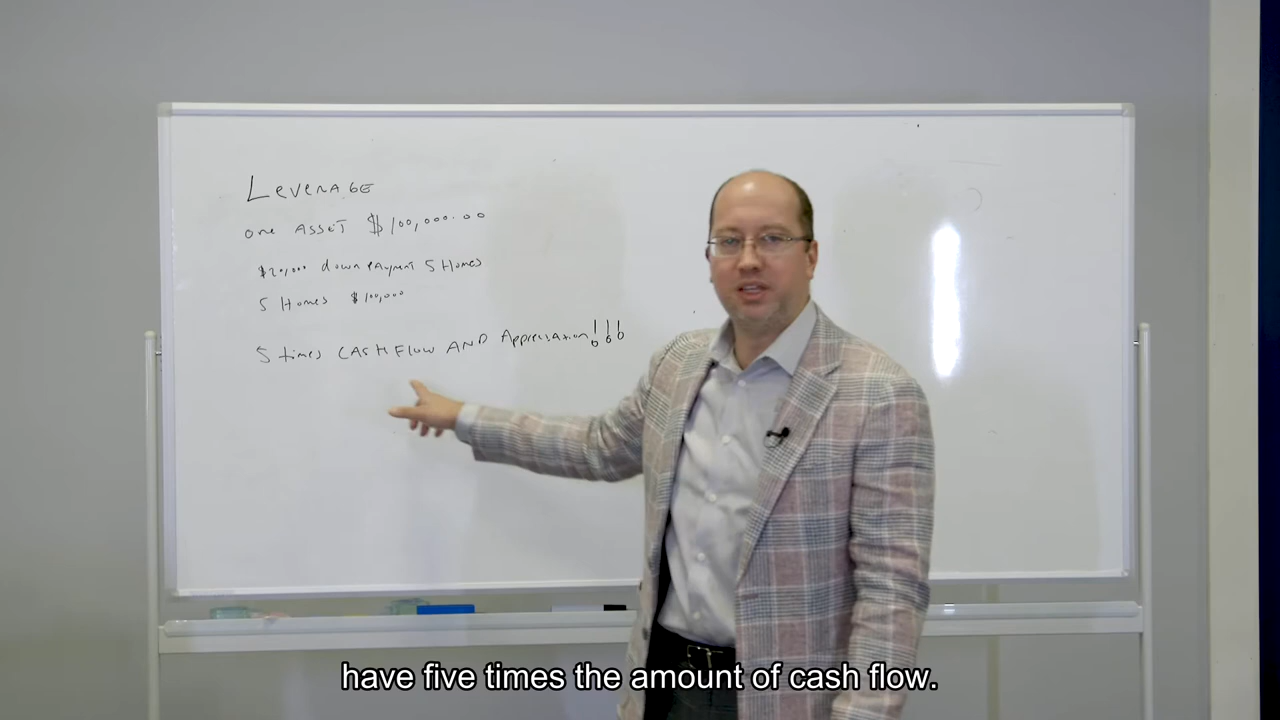 Leverage
one ASSET $100,000.00
$20,000 down payment 5 Homes
5 Homes $100,000
5 times CASH Flow AND Appreisation!!!
have five times the amount of cash flow.